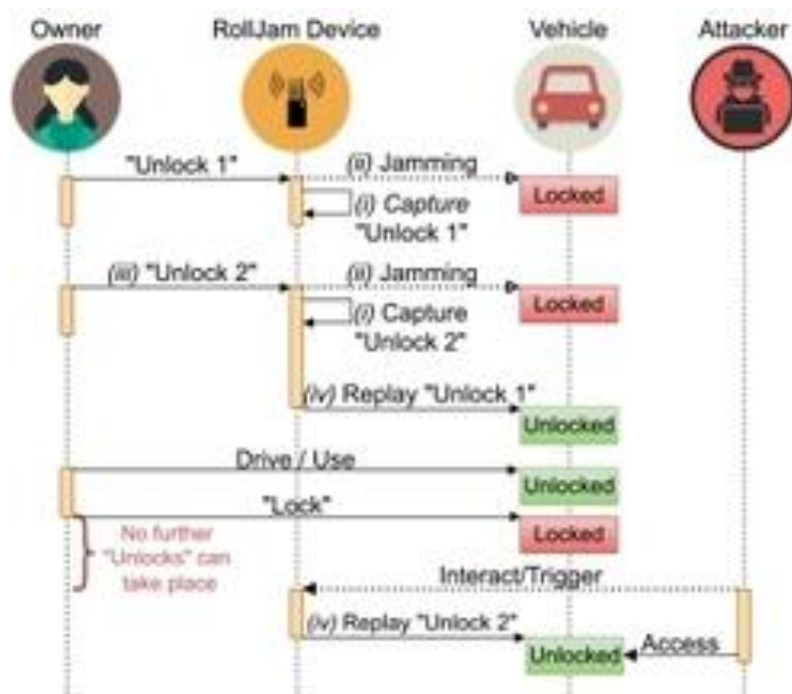 Owner RollJam Device Vehicle Attacker
"Unlock 1" (ii) Jamming
Locked
(i) Capture
"Unlock 1"
(iii) "Unlock 2" (ii) Jamming
Locked
(i) Capture
"Unlock 2"
(iv) Replay "Unlock 1"
Unlocked
Drive / Use
Unlocked
"Lock"
Locked
No further
"Unlocks" can
take place
Interact/Trigger
(iv) Replay "Unlock 2"
Unlocked
Access